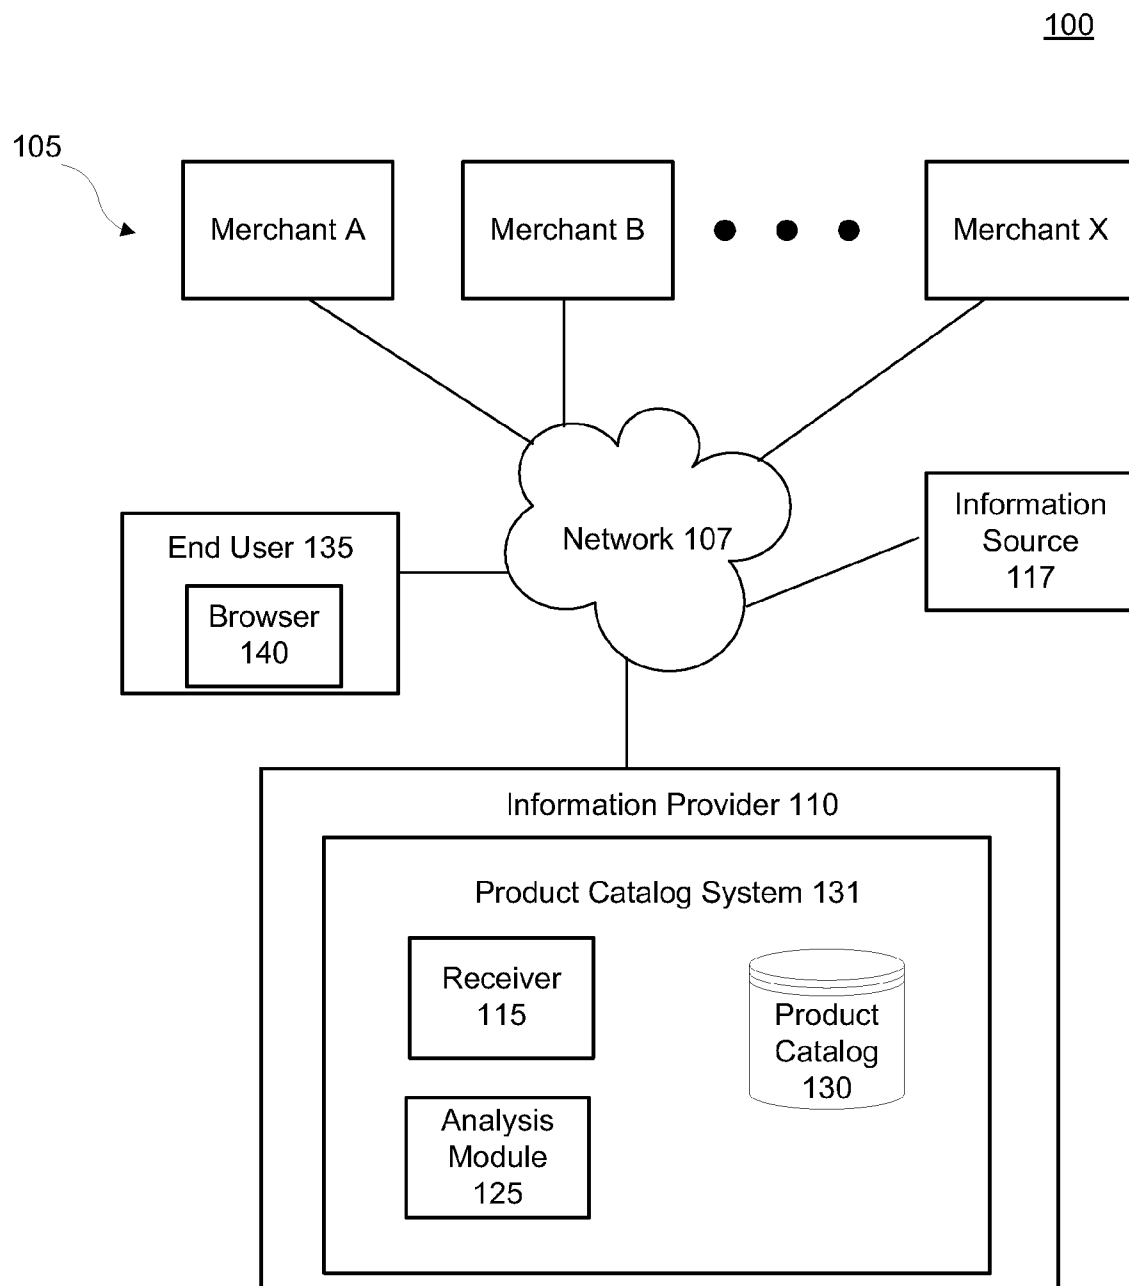 100
105
Merchant A
Merchant B
Merchant X
Network 107
Information
Source
117
End User 135
Browser
140
Information Provider 110
Product Catalog System 131
Receiver
115
Product
Catalog
130
Analysis
Module
125